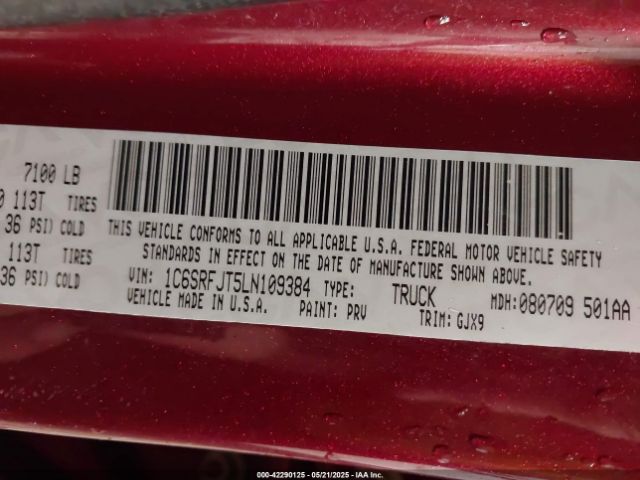 7100 LB
0 113T TIRES
36 PSI) COLD
113T TIRES
36 PSI) COLD
THIS VEHICLE CONFORMS TO ALL APPLICABLE U.S.A. FEDERAL MOTOR VEHICLE SAFETY
STANDARDS IN EFFECT ON THE DATE OF MANUFACTURE SHOWN ABOVE.
VIN: 1C6SRFJT5LN109384 TYPE: TRUCK MDH:080709 501AA
VEHICLE MADE IN U.S.A. PAINT: PRV TRIM:GJX9
000-42290125 - 05/21/2025 - IAA Inc.